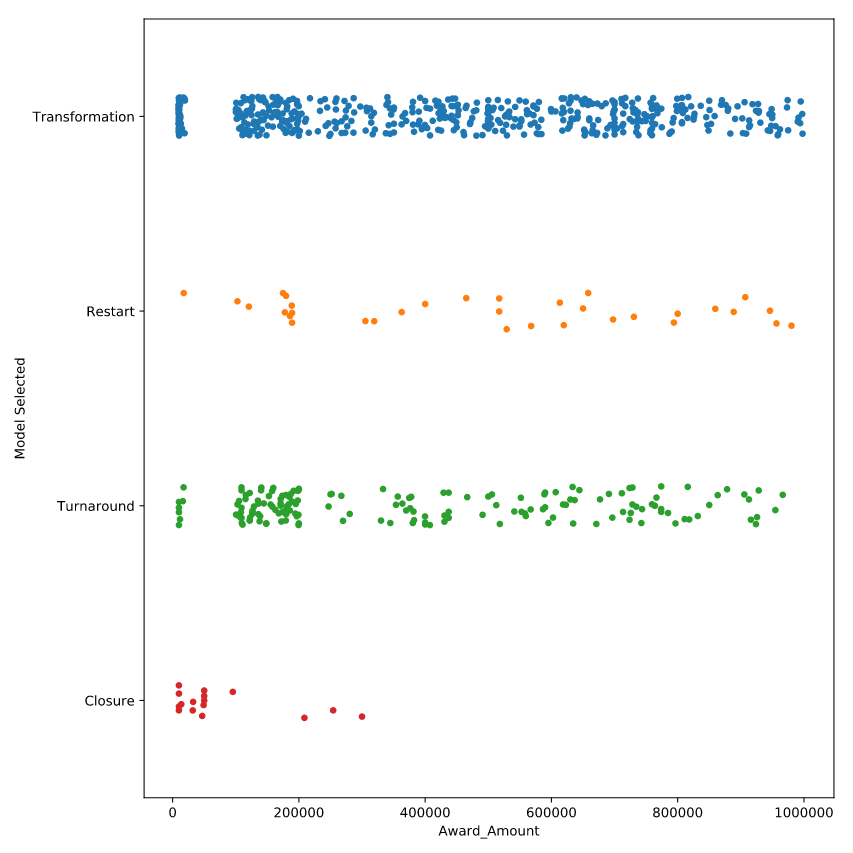 Transformation
Restart
Model Selected
Turnaround
Closure
0 200000 400000 600000 800000 1000000
Award_Amount